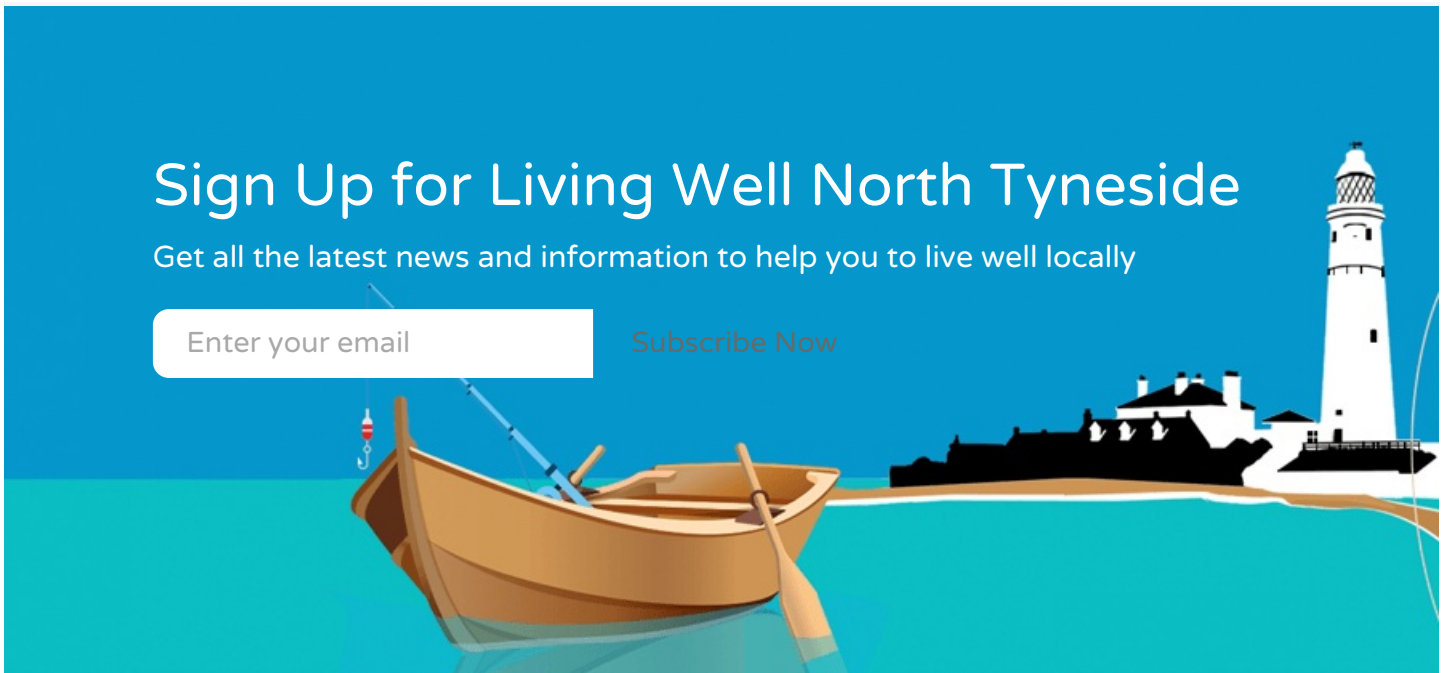 Sign Up for Living Well North Tyneside
Get all the latest news and information to help you to live well locally
Enter your email
Subscribe Now